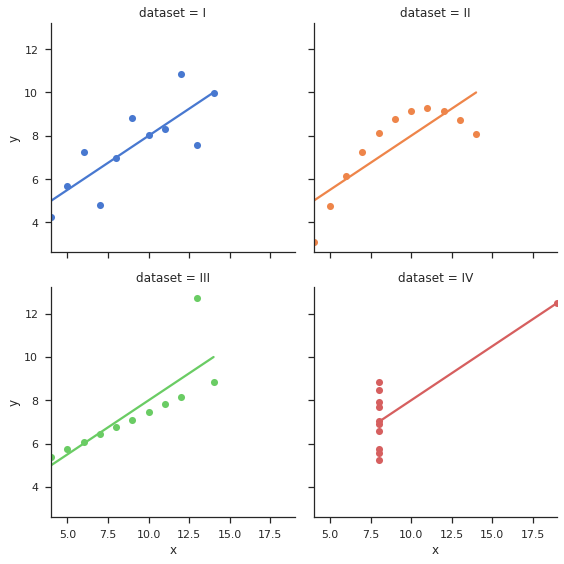 dataset = I
dataset = II
12
10
8
6
4
y
dataset = III
dataset = IV
12
10
8
6
4
y
5.0 7.5 10.0 12.5 15.0 17.5
5.0 7.5 10.0 12.5 15.0 17.5
x
x